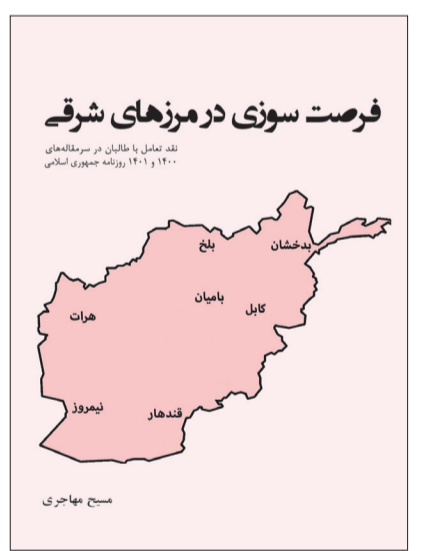 فرصت سوزی در مرزهای شرقی
نقد تعامل با طالبان در سرمقاله‌های
۱۴۰۰ و ۱۴۰۱ روزنامه جمهوری اسلامی
بدخشان
بلخ
بامیان
کابل
هرات
نیمروز
قندهار
مسیح مهاجری